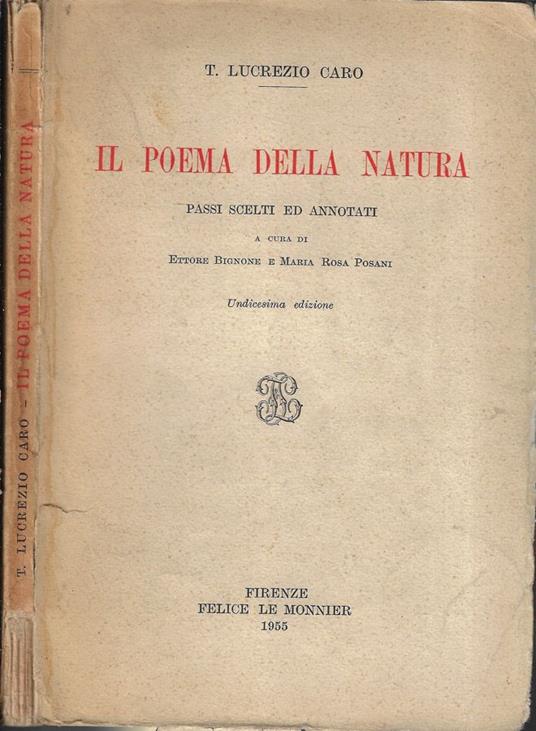 T. LUCREZIO CARO
IL POEMA DELLA NATURA
PASSI SCELTI ED ANNOTATI
A CURA DI
ETTORE BIGNONE E MARIA ROSA POSANI
Undicesima edizione
FIRENZE
FELICE LE MONNIER
1955
T. LUCREZIO CARO – IL POEMA DELLA NATURA